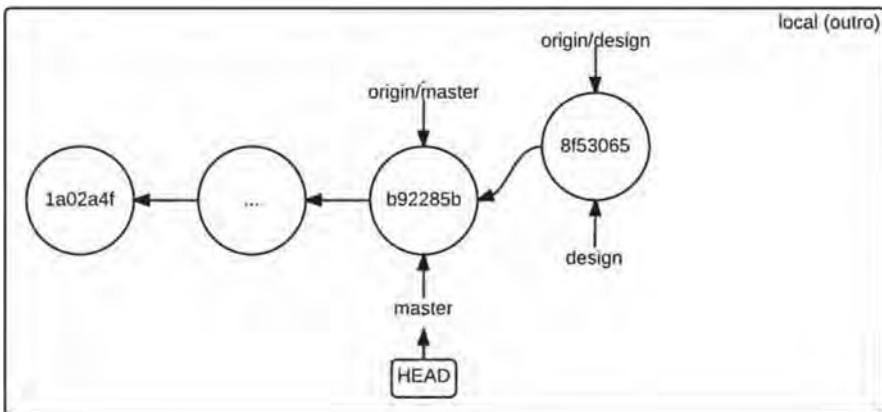 local (outro)
origin/design
origin/master
8f53065
1a02a4f
...
b92285b
design
master
HEAD